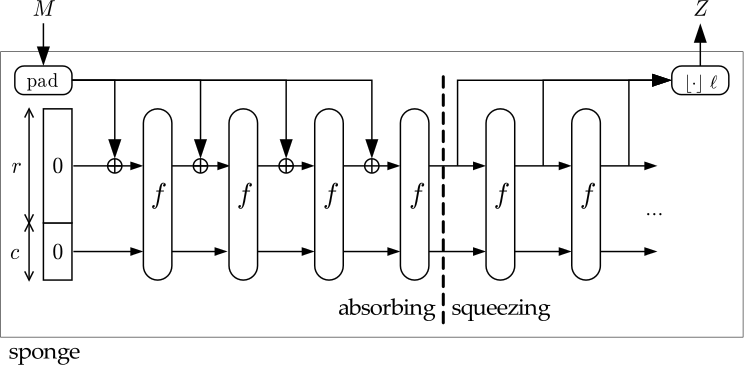 M Z
pad ⌊·⌋ ℓ
r 0 f f f f f f
...
c 0
absorbing squeezing
sponge